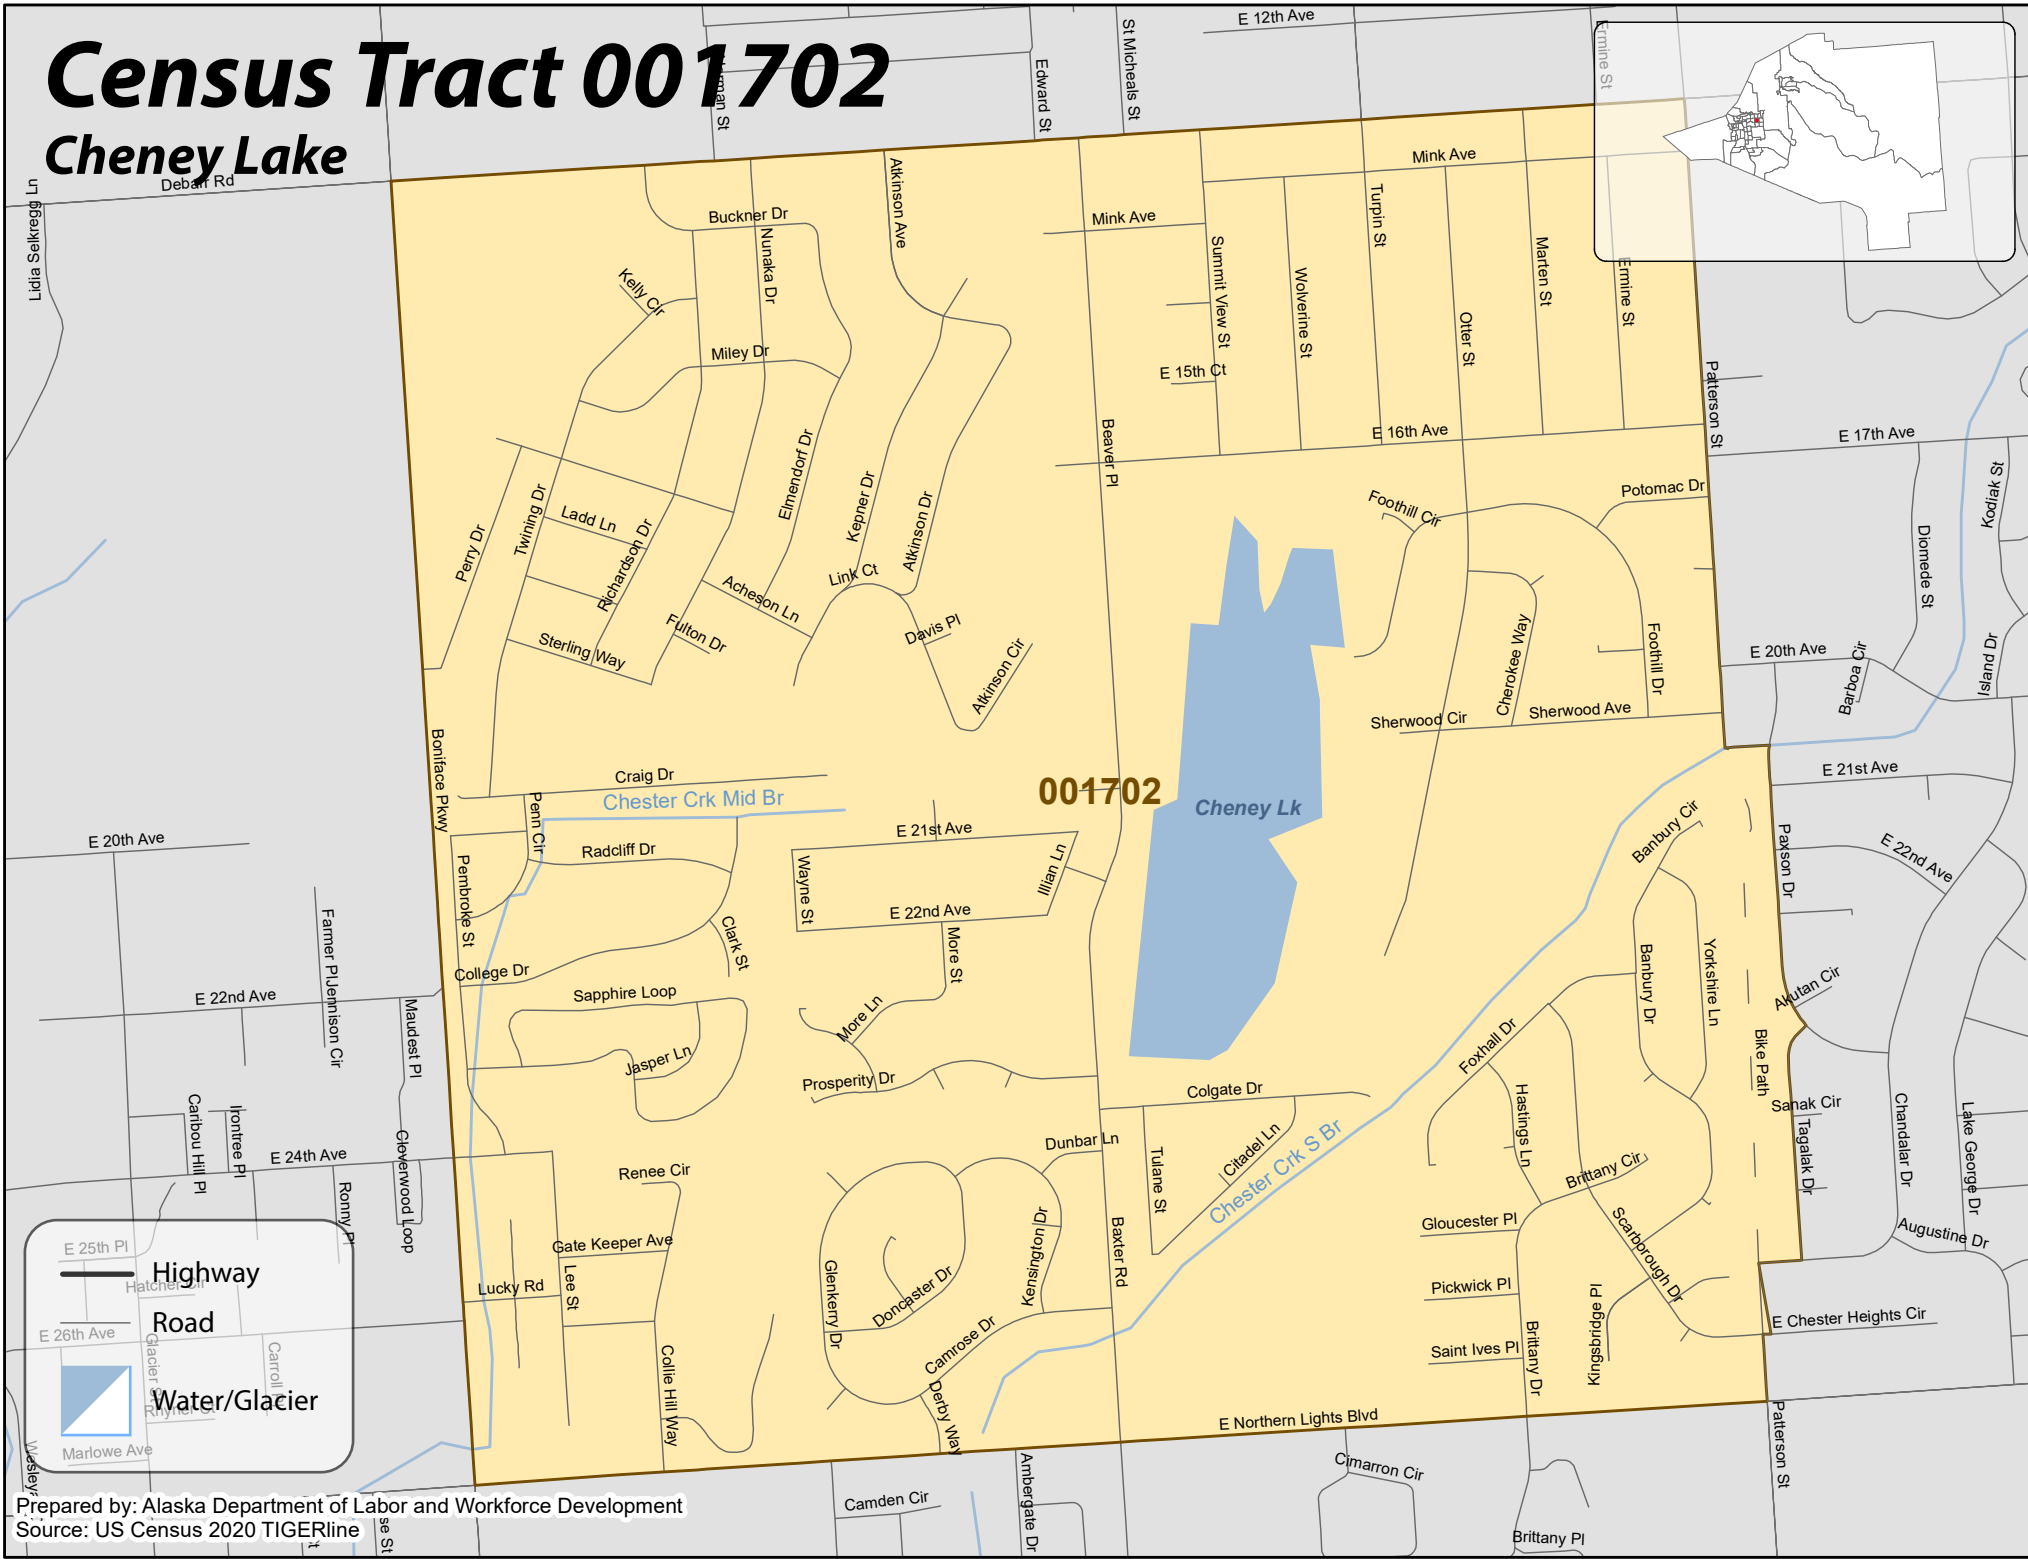 Census Tract 001702
Cheney Lake
E 12th Ave
St Micheals St
Edward St
Ermine St
Debarr Rd
Lidia Selkregg Ln
Mink Ave
Atkinson Ave
Buckner Dr
Mink Ave
Nunaka Dr
Turpin St
Summit View St
Wolverine St
Marten St
Ermine St
Kelly Cir
Otter St
Miley Dr
E 15th Ct
Patterson St
E 16th Ave
E 17th Ave
Beaver Pl
Elmendorf Dr
Kepner Dr
Atkinson Dr
Potomac Dr
Foothill Cir
Kodiak St
Perry Dr
Twining Dr
Ladd Ln
Richardson Dr
Diomede St
Link Ct
Acheson Ln
Fulton Dr
Davis Pl
Sterling Way
Atkinson Cir
Cherokee Way
Foothill Dr
E 20th Ave
Barboa Cir
Island Dr
Sherwood Cir
Sherwood Ave
Boniface Pkwy
Craig Dr
Chester Crk Mid Br
001702
Cheney Lk
E 21st Ave
Penn Cir
E 20th Ave
Radcliff Dr
E 21st Ave
Banbury Cir
Paxson Dr
E 22nd Ave
Pembroke St
Wayne St
Illian Ln
E 22nd Ave
Clark St
More St
Farmer Pl
Jennison Cir
College Dr
Banbury Dr
Yorkshire Ln
E 22nd Ave
Sapphire Loop
Maudest Pl
More Ln
Akutan Cir
Foxhall Dr
Bike Path
Jasper Ln
Prosperity Dr
Colgate Dr
Hastings Ln
Sanak Cir
Caribou Hill Pl
Irontree Pl
Chandalar Dr
Lake George Dr
Tagalak Dr
E 24th Ave
Clovenwood Loop
Dunbar Ln
Tulane St
Citadel Ln
Chester Crk S Br
Brittany Cir
Renee Cir
Ronny Pl
Kensington Dr
Baxter Rd
Gloucester Pl
Scarborough Dr
Augustine Dr
E 25th Pl
Gate Keeper Ave
Highway
Hatcher Cir
Lucky Rd
Lee St
Glenkerry Dr
Doncaster Dr
Pickwick Pl
Kingsbridge Pl
E Chester Heights Cir
Road
E 26th Ave
Camrose Dr
Saint Ives Pl
Brittany Dr
Collie Hill Way
Water/Glacier
Derby Way
E Northern Lights Blvd
Marlowe Ave
Patterson St
Ambergate Dr
Cimarron Cir
Camden Cir
Brittany Pl
Prepared by: Alaska Department of Labor and Workforce Development
Source: US Census 2020 TIGERline